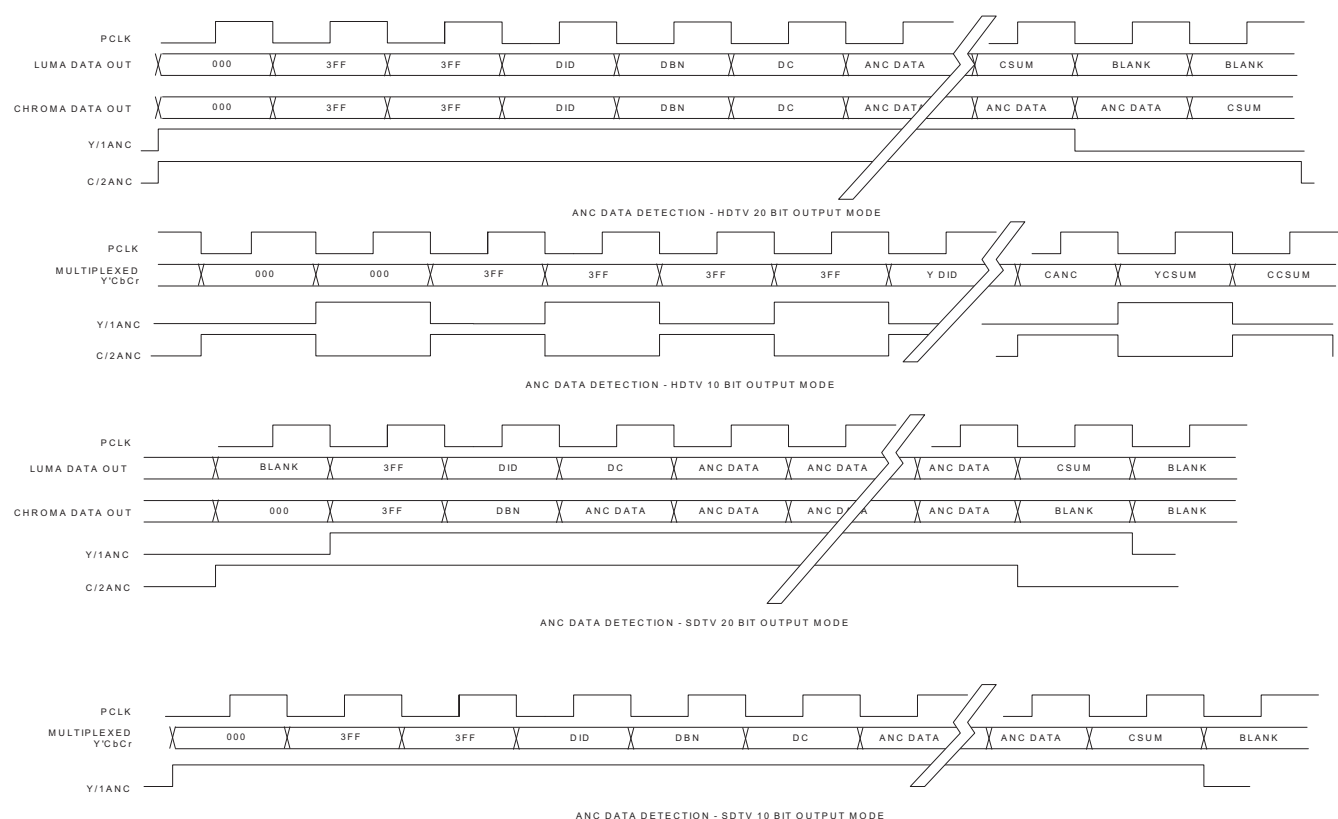 PCLK
LUMA DATA OUT 000 3FF 3FF DID DBN DC ANC DATA CSUM BLANK BLANK
CHROMA DATA OUT 000 3FF 3FF DID DBN DC ANC DATA ANC DATA ANC DATA CSUM
Y/1ANC
C/2ANC
ANC DATA DETECTION - HDTV 20 BIT OUTPUT MODE
PCLK
MULTIPLEXED
Y'CbCr 000 000 3FF 3FF 3FF 3FF Y DID CANC YCSUM CCSUM
Y/1ANC
C/2ANC
ANC DATA DETECTION - HDTV 10 BIT OUTPUT MODE
PCLK
LUMA DATA OUT BLANK 3FF DID DC ANC DATA ANC DATA ANC DATA CSUM BLANK
CHROMA DATA OUT 000 3FF DBN ANC DATA ANC DATA ANC DATA ANC DATA BLANK BLANK
Y/1ANC
C/2ANC
ANC DATA DETECTION - SDTV 20 BIT OUTPUT MODE
PCLK
MULTIPLEXED
Y'CbCr 000 3FF 3FF DID DBN DC ANC DATA ANC DATA CSUM BLANK
Y/1ANC
ANC DATA DETECTION - SDTV 10 BIT OUTPUT MODE